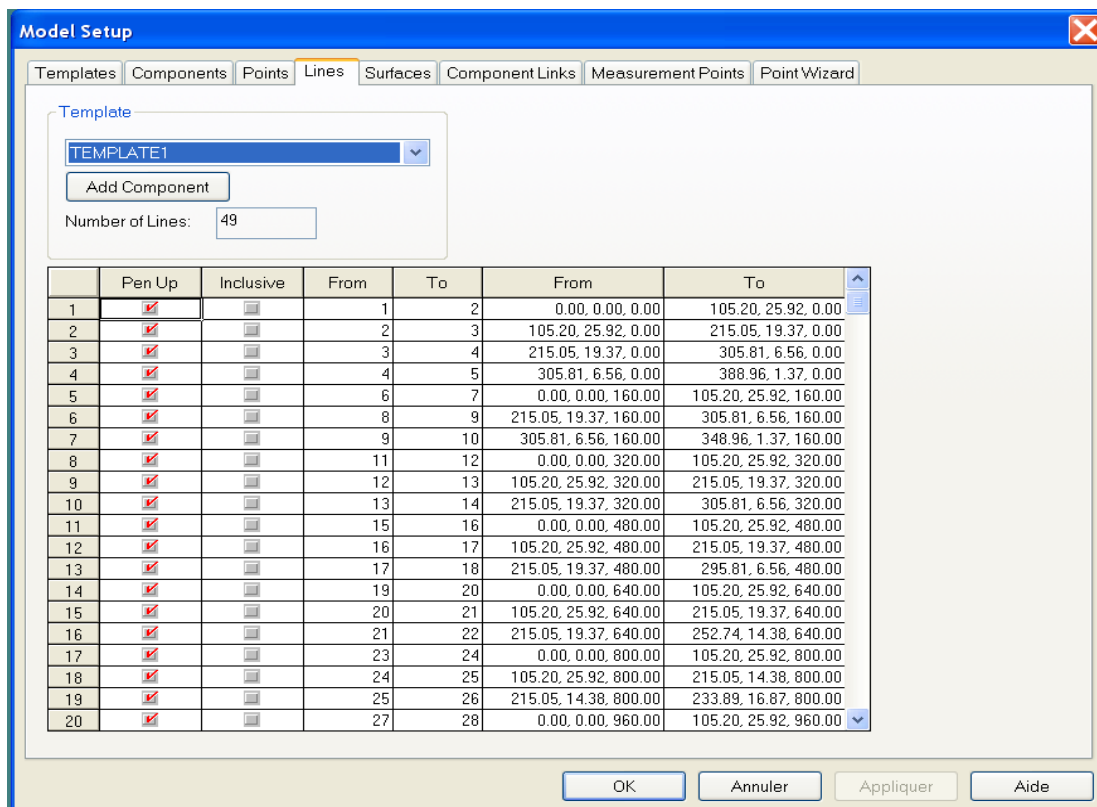 Model Setup
Templates Components Points Lines Surfaces Component Links Measurement Points Point Wizard
Template
TEMPLATE1
Add Component
Number of Lines: 49
Pen Up Inclusive From To From To
1 1 2 0.00, 0.00, 0.00 105.20, 25.92, 0.00
2 2 3 105.20, 25.92, 0.00 215.05, 19.37, 0.00
3 3 4 215.05, 19.37, 0.00 305.81, 6.56, 0.00
4 4 5 305.81, 6.56, 0.00 388.96, 1.37, 0.00
5 6 7 0.00, 0.00, 160.00 105.20, 25.92, 160.00
6 8 9 215.05, 19.37, 160.00 305.81, 6.56, 160.00
7 9 10 305.81, 6.56, 160.00 348.96, 1.37, 160.00
8 11 12 0.00, 0.00, 320.00 105.20, 25.92, 320.00
9 12 13 105.20, 25.92, 320.00 215.05, 19.37, 320.00
10 13 14 215.05, 19.37, 320.00 305.81, 6.56, 320.00
11 15 16 0.00, 0.00, 480.00 105.20, 25.92, 480.00
12 16 17 105.20, 25.92, 480.00 215.05, 19.37, 480.00
13 17 18 215.05, 19.37, 480.00 295.81, 6.56, 480.00
14 19 20 0.00, 0.00, 640.00 105.20, 25.92, 640.00
15 20 21 105.20, 25.92, 640.00 215.05, 19.37, 640.00
16 21 22 215.05, 19.37, 640.00 252.74, 14.38, 640.00
17 23 24 0.00, 0.00, 800.00 105.20, 25.92, 800.00
18 24 25 105.20, 25.92, 800.00 215.05, 14.38, 800.00
19 25 26 215.05, 14.38, 800.00 233.89, 16.87, 800.00
20 27 28 0.00, 0.00, 960.00 105.20, 25.92, 960.00
OK Annuler Appliquer Aide